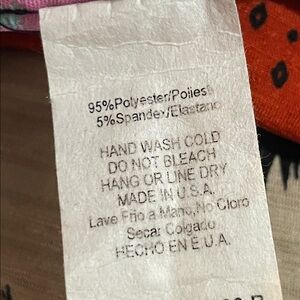 95%Polyester/Polies
5%Spandex/Elastano
HAND WASH COLD
DO NOT BLEACH
HANG OR LINE DRY
MADE IN U.S.A.
Lave Frio a Mano,No Cloro
Secar Colgado
HECHO EN E.U.A.